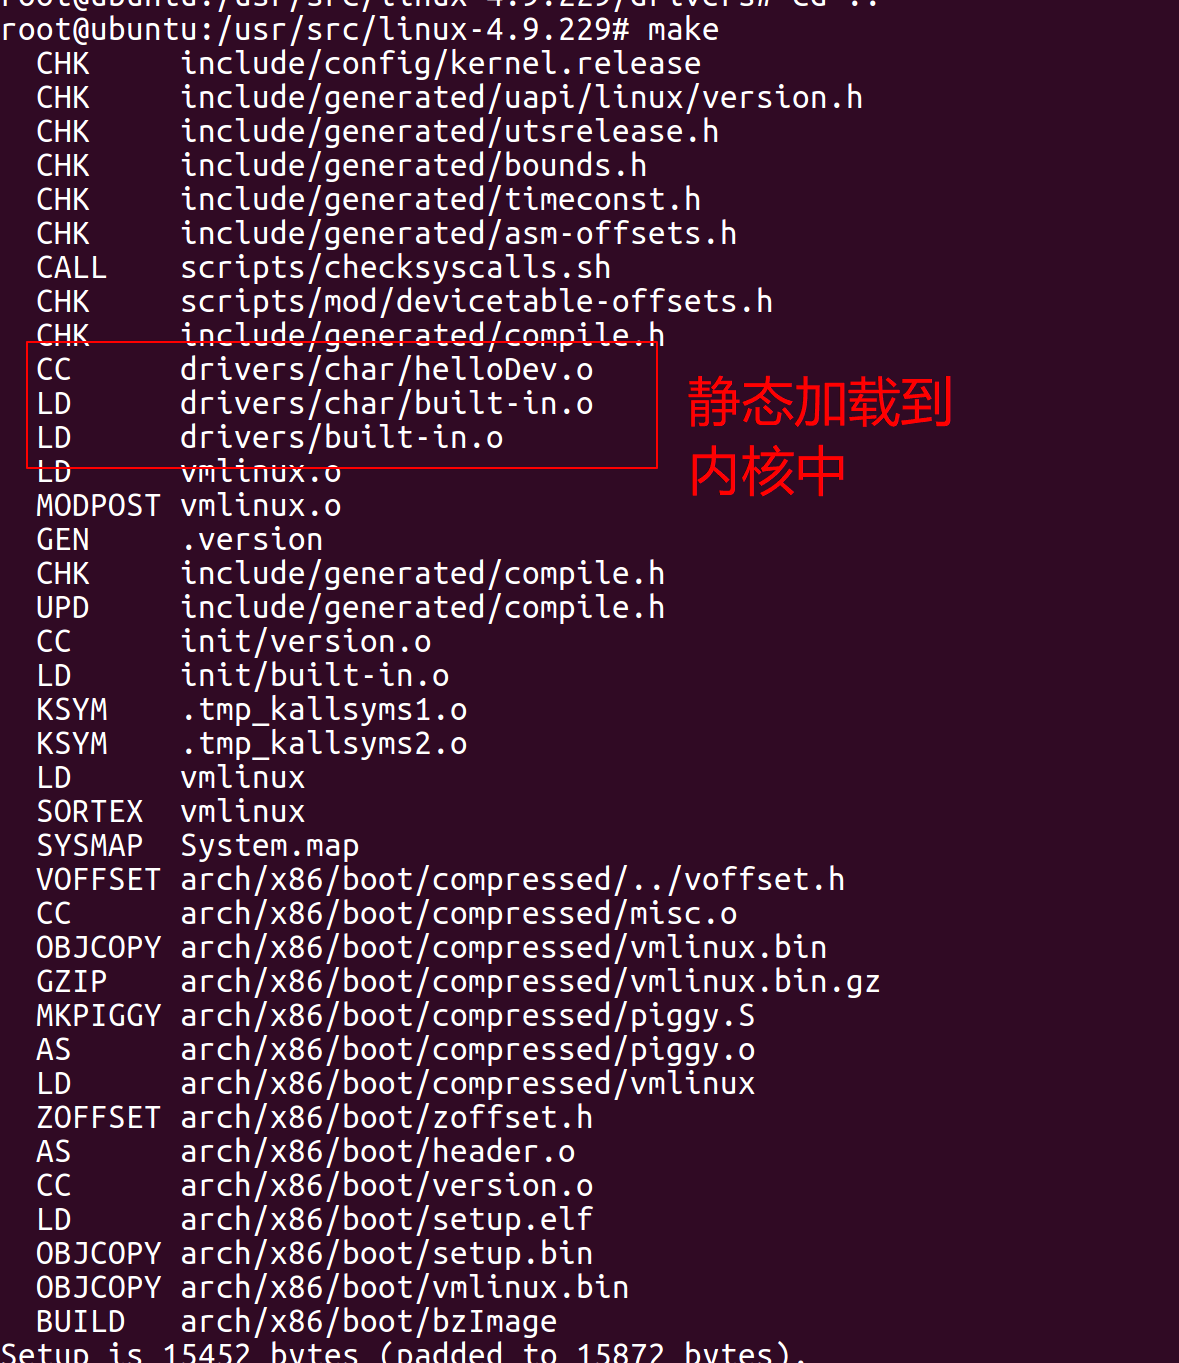 root@ubuntu:/usr/src/linux-4.9.229/drivers# cd ..
root@ubuntu:/usr/src/linux-4.9.229# make
CHK include/config/kernel.release
CHK include/generated/uapi/linux/version.h
CHK include/generated/utsrelease.h
CHK include/generated/bounds.h
CHK include/generated/timeconst.h
CHK include/generated/asm-offsets.h
CALL scripts/checksyscalls.sh
CHK scripts/mod/devicetable-offsets.h
CHK include/generated/compile.h
CC drivers/char/helloDev.o
LD drivers/char/built-in.o
LD drivers/built-in.o
静态加载到
内核中
LD vmlinux.o
MODPOST vmlinux.o
GEN .version
CHK include/generated/compile.h
UPD include/generated/compile.h
CC init/version.o
LD init/built-in.o
KSYM .tmp_kallsyms1.o
KSYM .tmp_kallsyms2.o
LD vmlinux
SORTEX vmlinux
SYSMAP System.map
VOFFSET arch/x86/boot/compressed/../voffset.h
CC arch/x86/boot/compressed/misc.o
OBJCOPY arch/x86/boot/compressed/vmlinux.bin
GZIP arch/x86/boot/compressed/vmlinux.bin.gz
MKPIGGY arch/x86/boot/compressed/piggy.S
AS arch/x86/boot/compressed/piggy.o
LD arch/x86/boot/compressed/vmlinux
ZOFFSET arch/x86/boot/zoffset.h
AS arch/x86/boot/header.o
CC arch/x86/boot/version.o
LD arch/x86/boot/setup.elf
OBJCOPY arch/x86/boot/setup.bin
OBJCOPY arch/x86/boot/vmlinux.bin
BUILD arch/x86/boot/bzImage
Setup is 15452 bytes (padded to 15872 bytes).